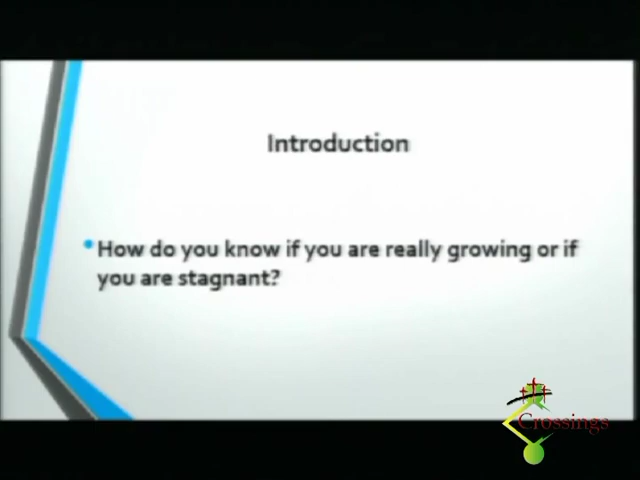 Introduction
• How do you know if you are really growing or if
you are stagnant?
Crossings